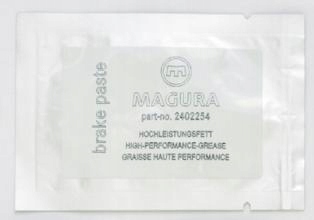 brake paste
MAGURA
part-no. 2402254
HOCHLEISTUNGSFETT
HIGH-PERFORMANCE-GREASE
GRAISSE HAUTE PERFORMANCE